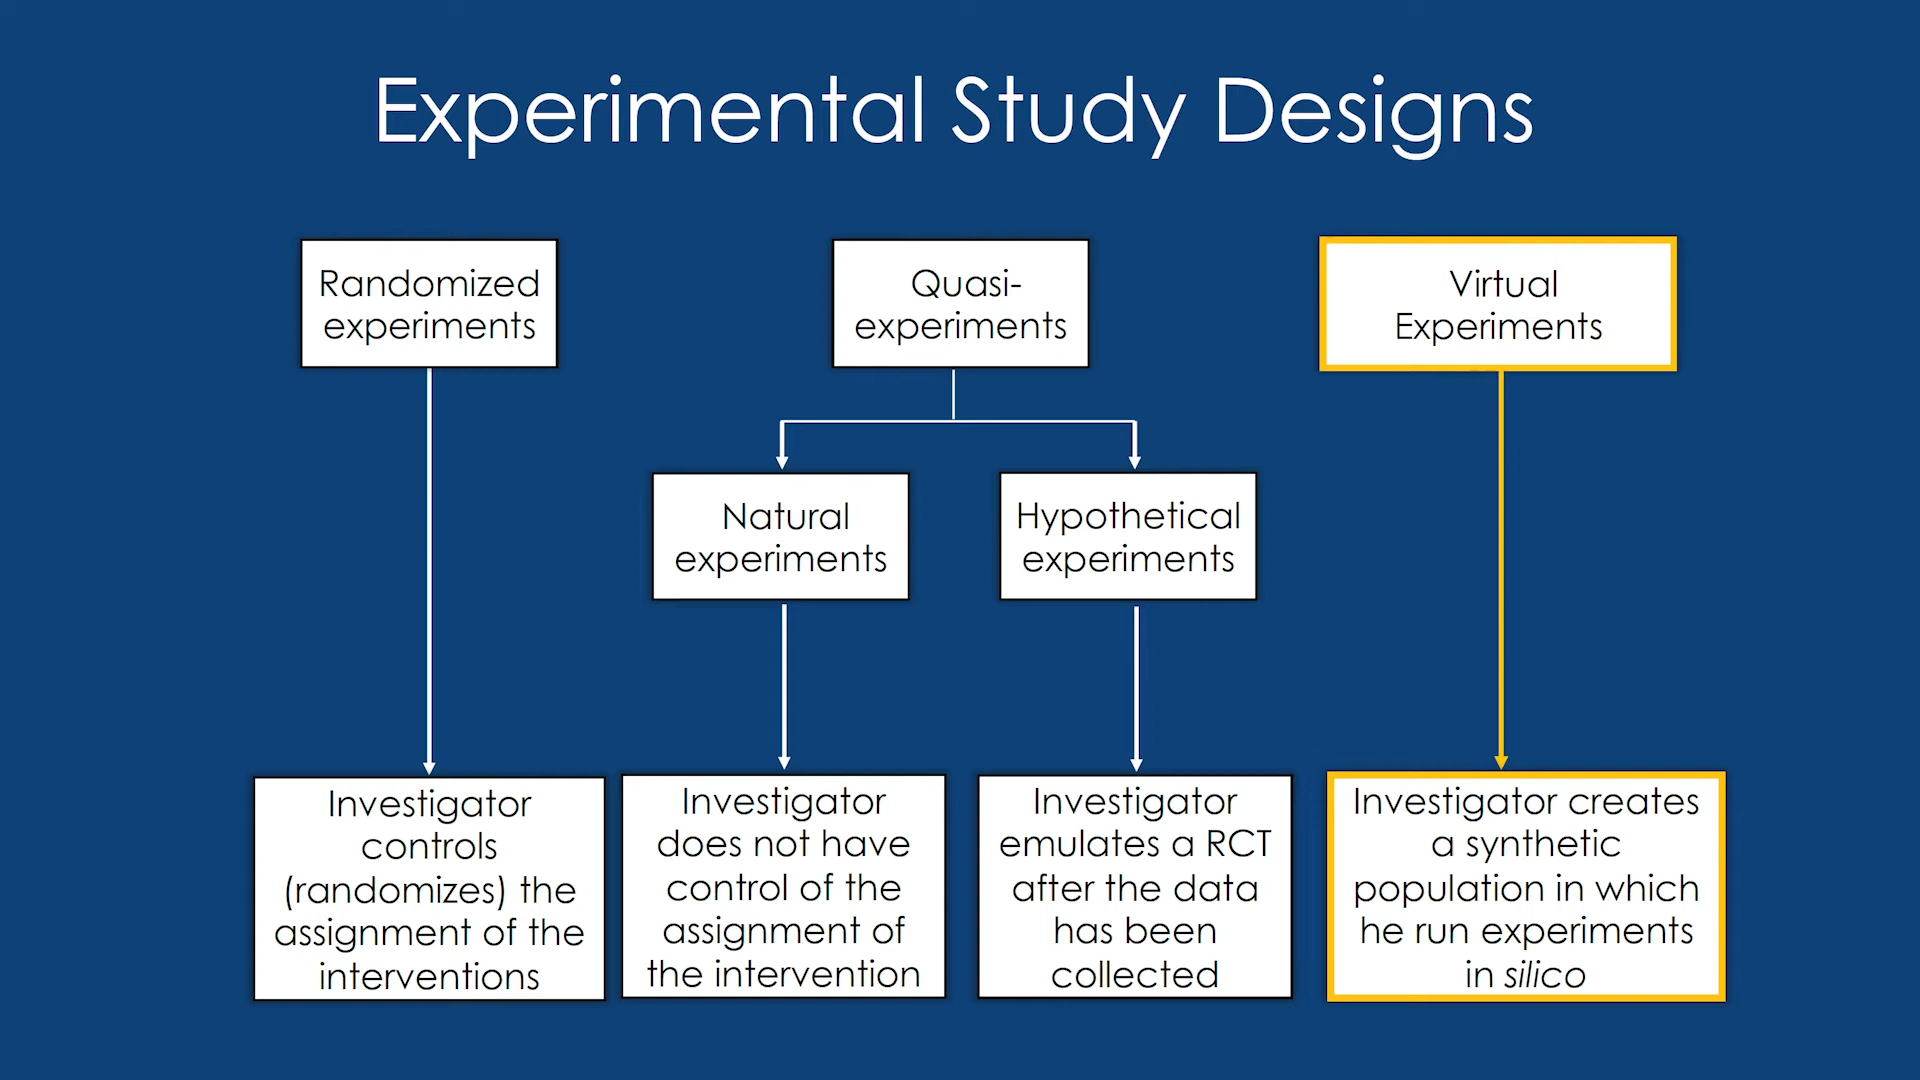 Experimental Study Designs
Randomized
experiments
Quasi-
experiments
Virtual
Experiments
Natural
experiments
Hypothetical
experiments
Investigator
controls
(randomizes) the
assignment of the
interventions
Investigator
does not have
control of the
assignment of
the intervention
Investigator
emulates a RCT
after the data
has been
collected
Investigator creates
a synthetic
population in which
he run experiments
in silico